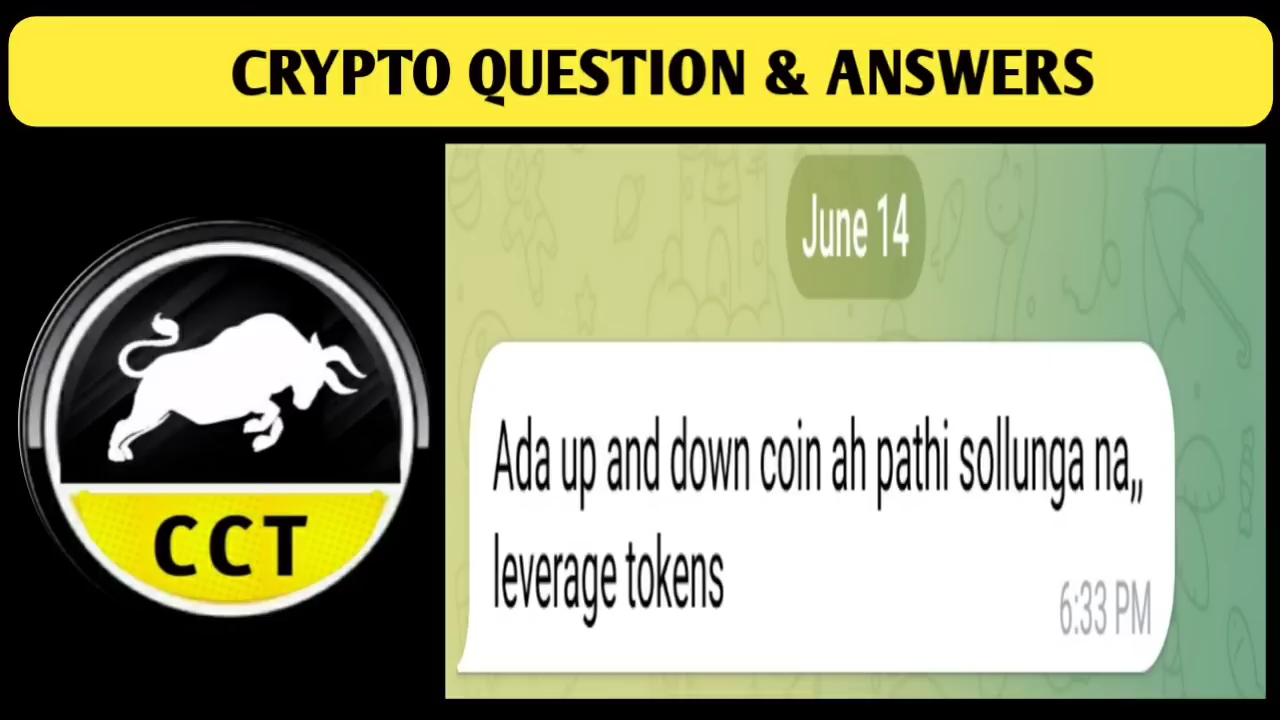 CRYPTO QUESTION & ANSWERS
June 14
Ada up and down coin ah pathi sollunga na,,
leverage tokens
6:33 PM
CCT